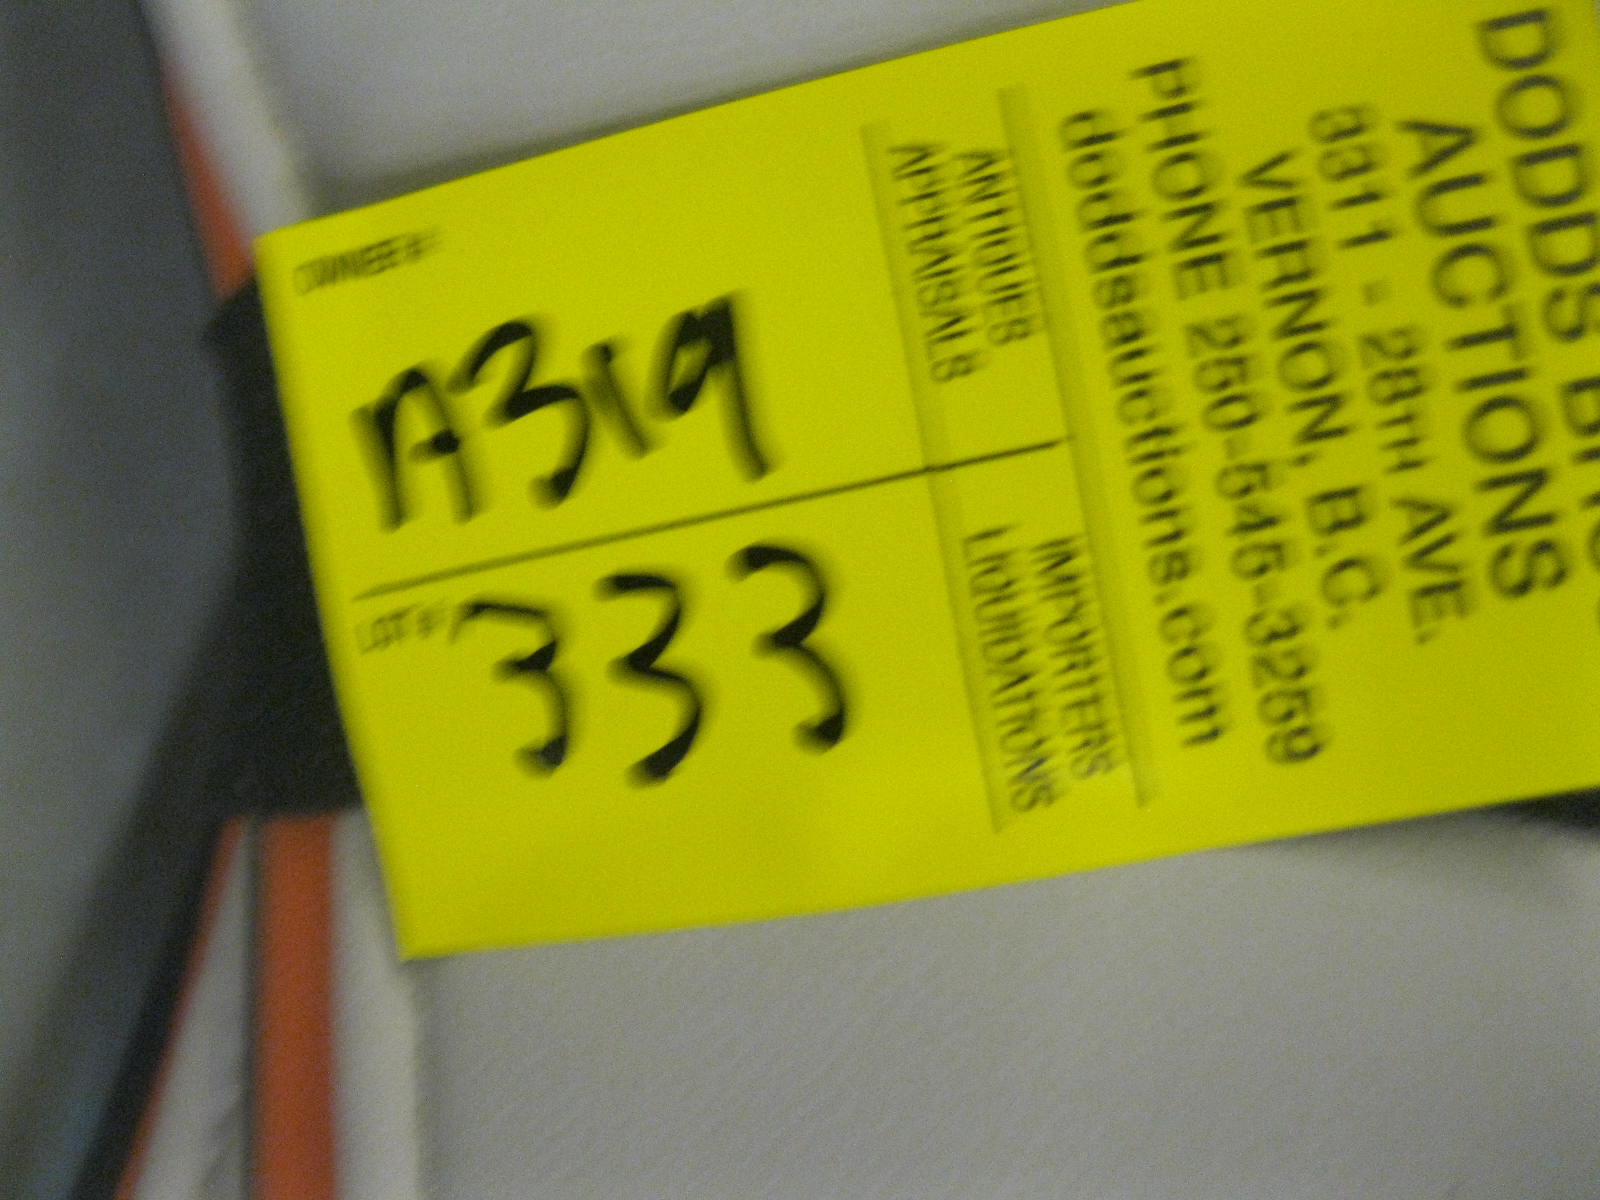 OWNER #:
A319
LOT #:
333
DODDS
AUCTIONS
3311 - 28TH AVE.
VERNON, B.C.
PHONE 250-545-3259
doddsauctions.com
ANTIQUES IMPORTERS
APPRAISALS LIQUIDATIONS